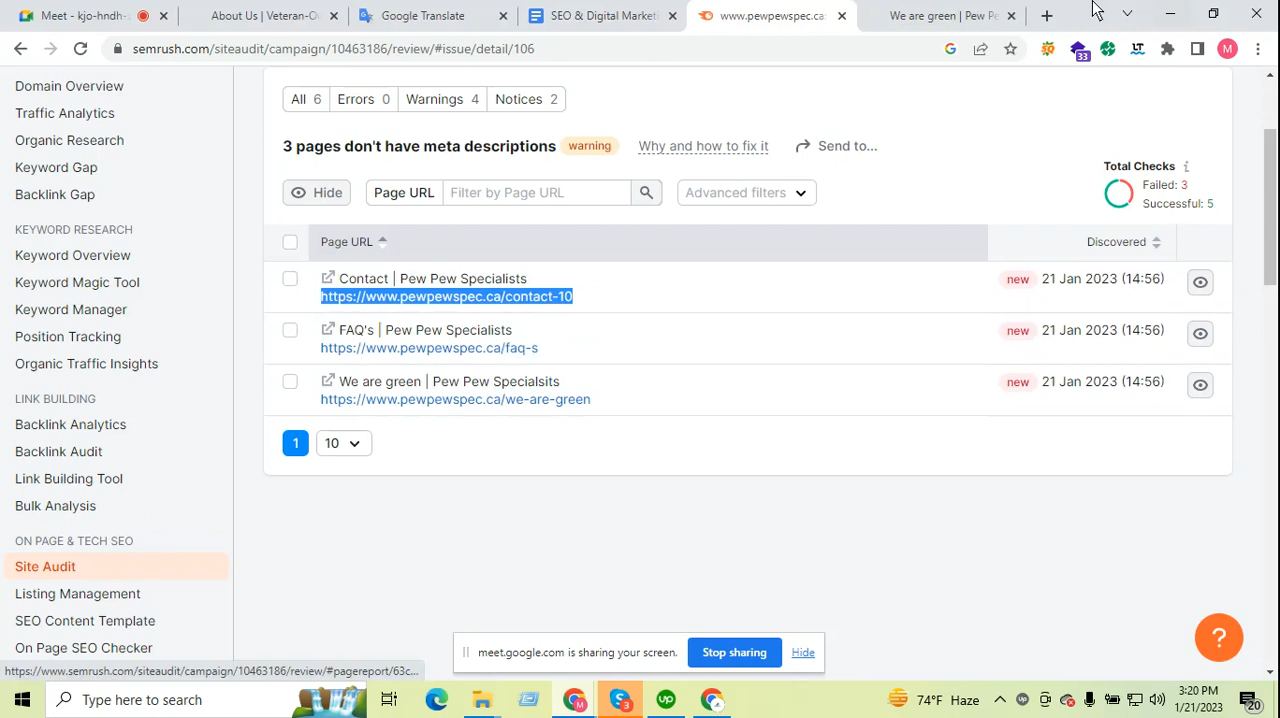 Meet - kjo-hndh-
About Us | Veteran-O
Google Translate
SEO & Digital Market
www.pewpewspec.ca
We are green | Pew Pe
semrush.com/siteaudit/campaign/10463186/review/#issue/detail/106
33
M
Domain Overview
Traffic Analytics
Organic Research
Keyword Gap
Backlink Gap
KEYWORD RESEARCH
Keyword Overview
Keyword Magic Tool
Keyword Manager
Position Tracking
Organic Traffic Insights
LINK BUILDING
Backlink Analytics
Backlink Audit
Link Building Tool
Bulk Analysis
ON PAGE & TECH SEO
Site Audit
Listing Management
SEO Content Template
On Page SEO Checker
All 6 Errors 0 Warnings 4 Notices 2
3 pages don't have meta descriptions warning Why and how to fix it Send to...
Hide Page URL Filter by Page URL Advanced filters
Total Checks
Failed: 3
Successful: 5
Page URL Discovered
Contact | Pew Pew Specialists new 21 Jan 2023 (14:56)
https://www.pewpewspec.ca/contact-10
FAQ's | Pew Pew Specialists new 21 Jan 2023 (14:56)
https://www.pewpewspec.ca/faq-s
We are green | Pew Pew Specialsits new 21 Jan 2023 (14:56)
https://www.pewpewspec.ca/we-are-green
1 10
?
meet.google.com is sharing your screen. Stop sharing Hide
https://www.semrush.com/siteaudit/campaign/10463186/review/#pagereport/63c...
Type here to search
74°F Haze
3:20 PM
1/21/2023
20